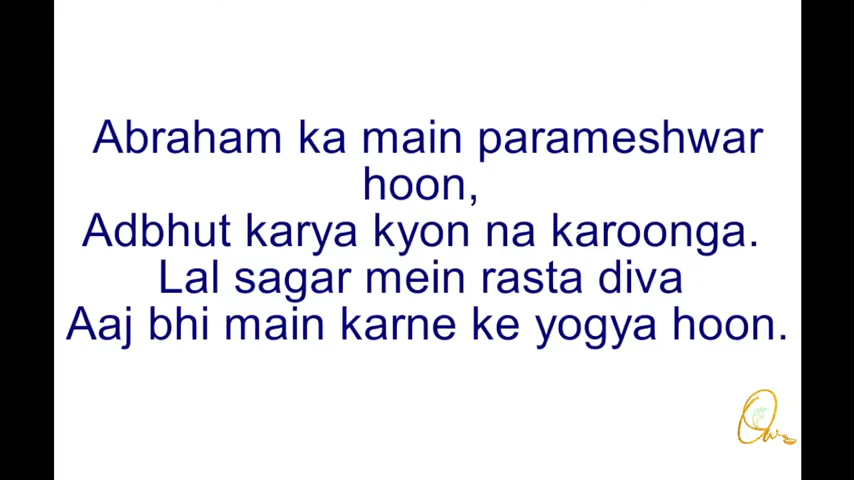 Abraham ka main parameshwar
hoon,
Adbhut karya kyon na karoonga.
Lal sagar mein rasta diva
Aaj bhi main karne ke yogya hoon.